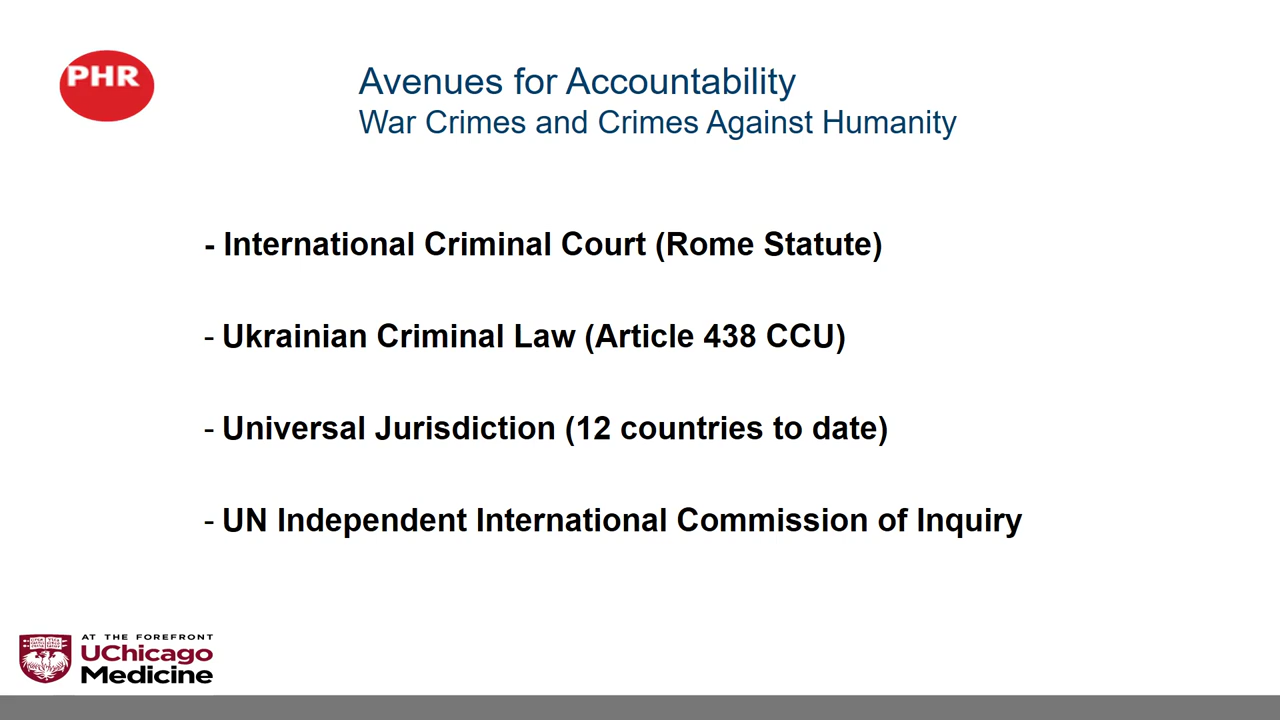 PHR
Avenues for Accountability
War Crimes and Crimes Against Humanity
- International Criminal Court (Rome Statute)
- Ukrainian Criminal Law (Article 438 CCU)
- Universal Jurisdiction (12 countries to date)
- UN Independent International Commission of Inquiry
AT THE FOREFRONT
UChicago
Medicine